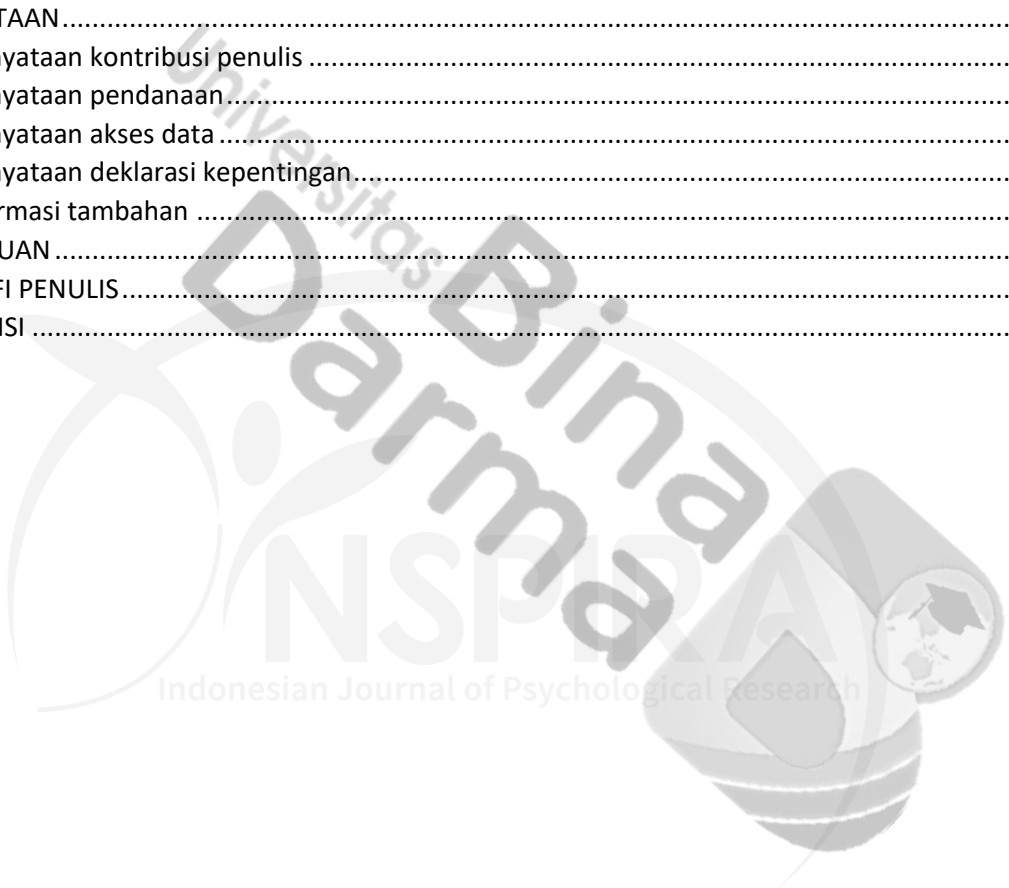 TAAN........................................................................................................................
nyataan kontribusi penulis ....................................................................................
nyataan pendanaan................................................................................................
nyataan akses data .................................................................................................
nyataan deklarasi kepentingan..............................................................................
rmasi tambahan .....................................................................................................
UAN .........................................................................................................................
FI PENULIS...............................................................................................................
ISI .............................................................................................................................
Universitas
Bina
Darma
NSPIRA
Indonesian Journal of Psychological Research